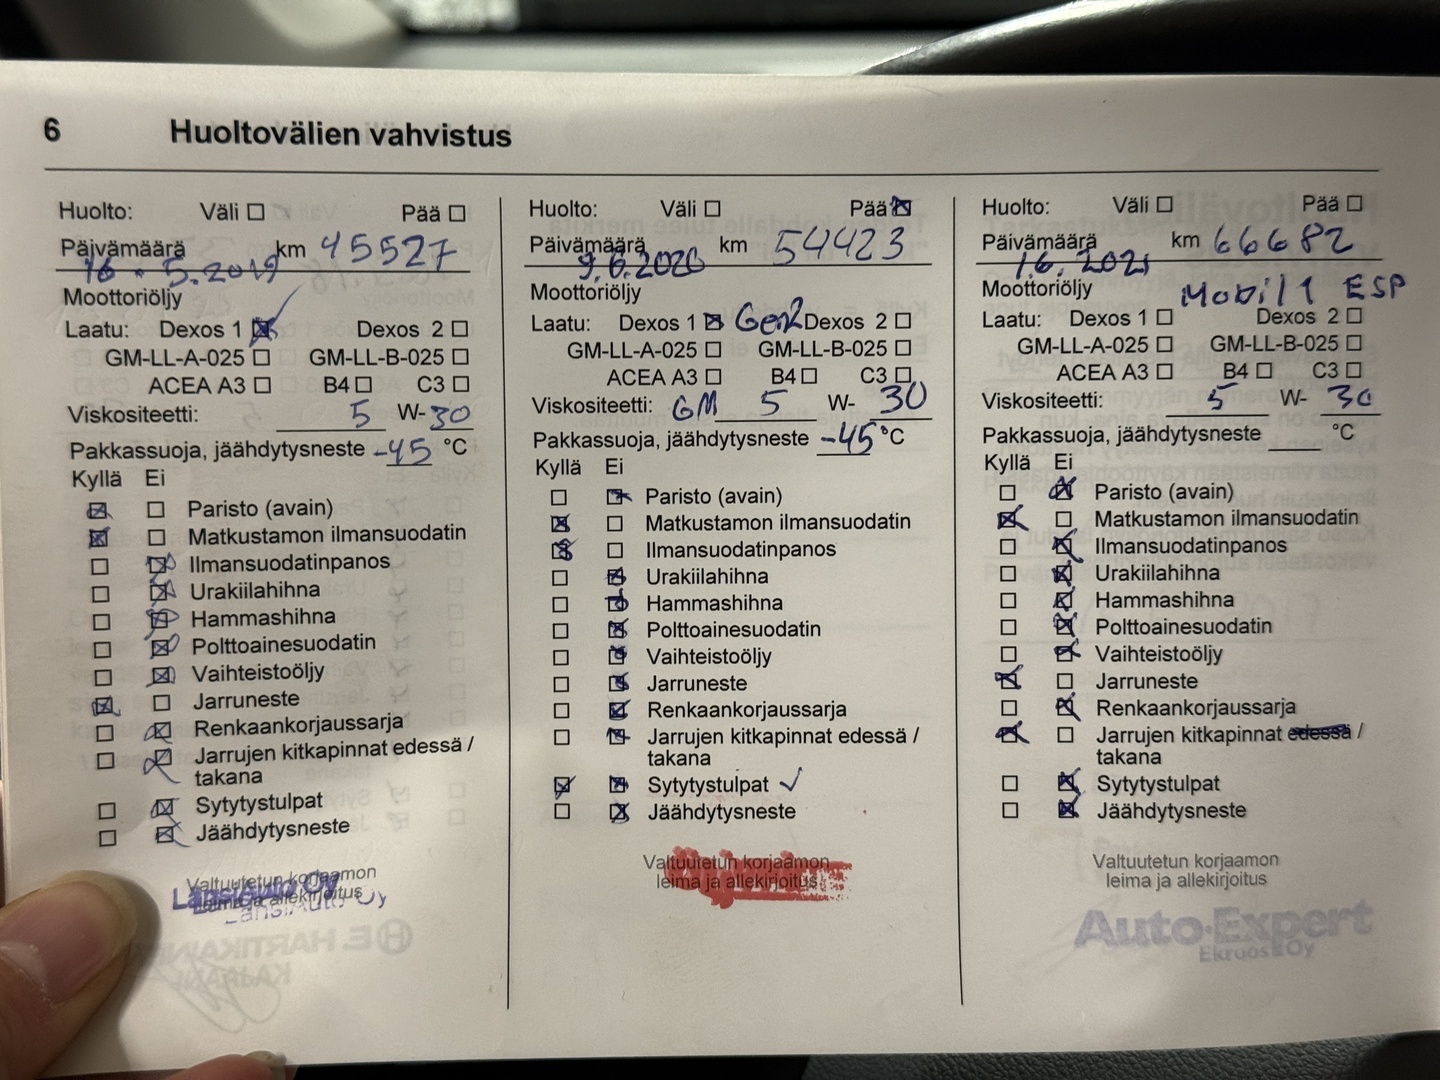 6 Huoltovälien vahvistus
Huolto: Väli ☐ Pää ☐
Päivämäärä km 45527
16.5.2019
Moottoriöljy
Laatu: Dexos 1 ☒ Dexos 2 ☐
GM-LL-A-025 ☐ GM-LL-B-025 ☐
ACEA A3 ☐ B4 ☐ C3 ☐
Viskositeetti: 5 W-30
Pakkassuoja, jäähdytysneste -45 °C
Kyllä Ei
☒ ☐ Paristo (avain)
☒ ☐ Matkustamon ilmansuodatin
☐ ☒ Ilmansuodatinpanos
☐ ☒ Urakiilahihna
☐ ☒ Hammashihna
☐ ☒ Polttoainesuodatin
☐ ☒ Vaihteistoöljy
☒ ☐ Jarruneste
☐ ☒ Renkaankorjaussarja
☐ ☒ Jarrujen kitkapinnat edessä /
takana
☐ ☒ Sytytystulpat
☐ ☒ Jäähdytysneste
Valtuutetun korjaamon
leima ja allekirjoitus
LänsiAuto Oy
LänsiAuto Oy
Huolto: Väli ☐ Pää ☒
Päivämäärä km 54423
9.6.2020
Moottoriöljy
Laatu: Dexos 1 ☒ Gen2 Dexos 2 ☐
GM-LL-A-025 ☐ GM-LL-B-025 ☐
ACEA A3 ☐ B4 ☐ C3 ☐
Viskositeetti: GM 5 W- 30
Pakkassuoja, jäähdytysneste -45 °C
Kyllä Ei
☐ ☒ Paristo (avain)
☒ ☐ Matkustamon ilmansuodatin
☒ ☐ Ilmansuodatinpanos
☐ ☒ Urakiilahihna
☐ ☒ Hammashihna
☐ ☒ Polttoainesuodatin
☐ ☒ Vaihteistoöljy
☐ ☒ Jarruneste
☐ ☒ Renkaankorjaussarja
☐ ☒ Jarrujen kitkapinnat edessä /
takana
☒ ☒ Sytytystulpat ✓
☐ ☒ Jäähdytysneste
Valtuutetun korjaamon
leima ja allekirjoitus
Huolto: Väli ☐ Pää ☐
Päivämäärä km 66682
1.6.2021
Moottoriöljy Mobil 1 ESP
Laatu: Dexos 1 ☐ Dexos 2 ☐
GM-LL-A-025 ☐ GM-LL-B-025 ☐
ACEA A3 ☐ B4 ☐ C3 ☐
Viskositeetti: 5 W- 30
Pakkassuoja, jäähdytysneste °C
Kyllä Ei
☐ ☒ Paristo (avain)
☒ ☐ Matkustamon ilmansuodatin
☐ ☒ Ilmansuodatinpanos
☐ ☒ Urakiilahihna
☐ ☒ Hammashihna
☐ ☒ Polttoainesuodatin
☐ ☒ Vaihteistoöljy
☒ ☐ Jarruneste
☐ ☒ Renkaankorjaussarja
☒ ☐ Jarrujen kitkapinnat edessä /
takana
☐ ☒ Sytytystulpat
☐ ☒ Jäähdytysneste
Valtuutetun korjaamon
leima ja allekirjoitus
Auto-Expert
Ekroos Oy